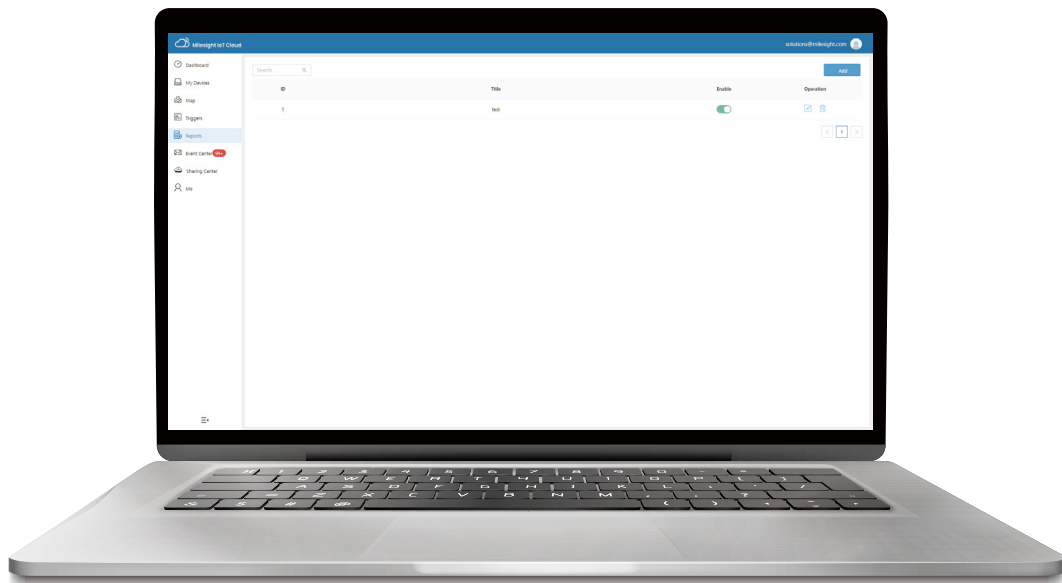 Milesight IoT Cloud
solutions@milesight.com
Dashboard
My Devices
Map
Triggers
Reports
Event Center 99+
Sharing Center
Me
Search
Add
ID Title Enable Operation
1 test
1